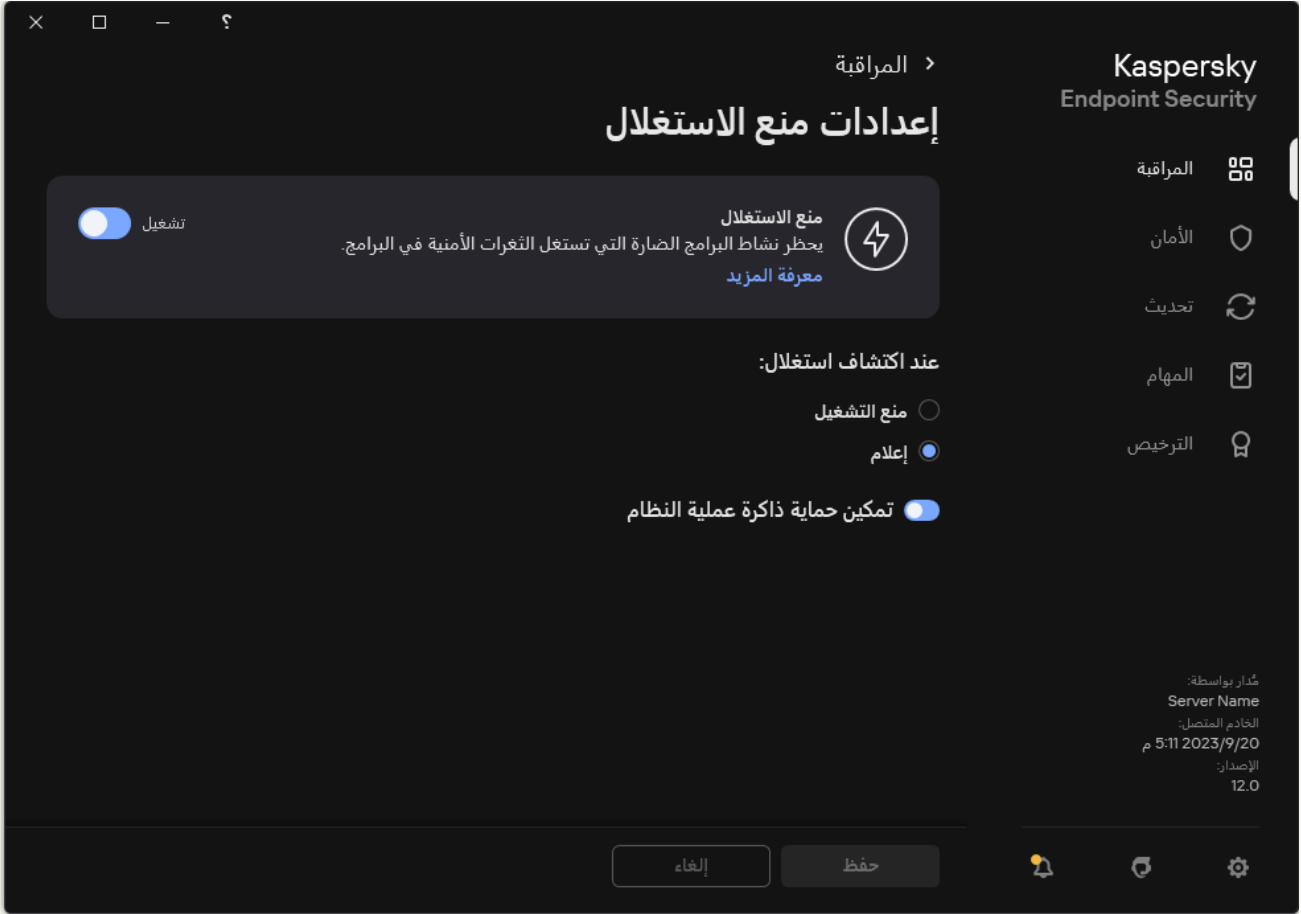 ؟
Kaspersky
Endpoint Security
المراقبة
الأمان
تحديث
المهام
الترخيص
مُدار بواسطة:
Server Name
الخادم المتصل:
2023/9/20 5:11 م
الإصدار:
12.0
المراقبة
إعدادات منع الاستغلال
منع الاستغلال
يحظر نشاط البرامج الضارة التي تستغل الثغرات الأمنية في البرامج.
معرفة المزيد
تشغيل
عند اكتشاف استغلال:
منع التشغيل
إعلام
تمكين حماية ذاكرة عملية النظام
حفظ
إلغاء